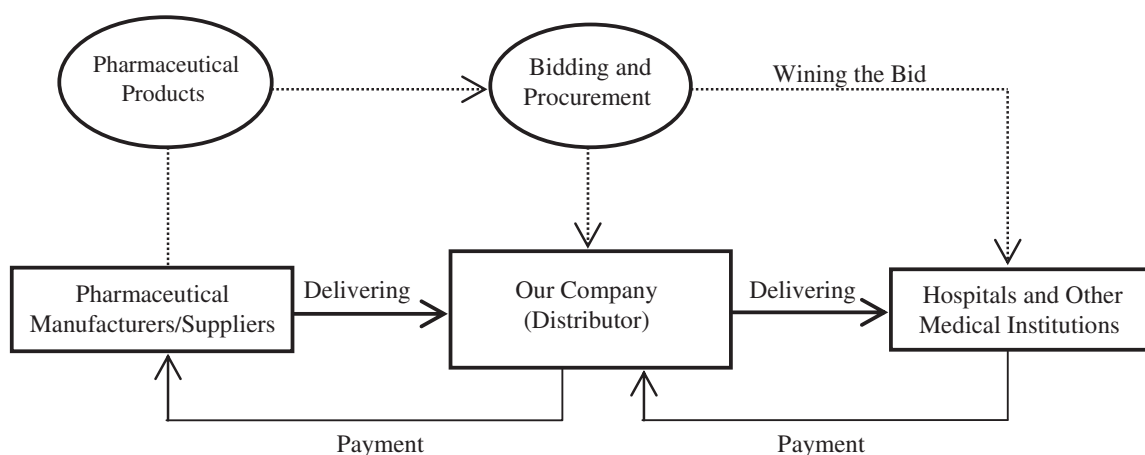 Pharmaceutical
Products
Bidding and
Procurement
Wining the Bid
Pharmaceutical
Manufacturers/Suppliers
Delivering
Our Company
(Distributor)
Delivering
Hospitals and Other
Medical Institutions
Payment
Payment